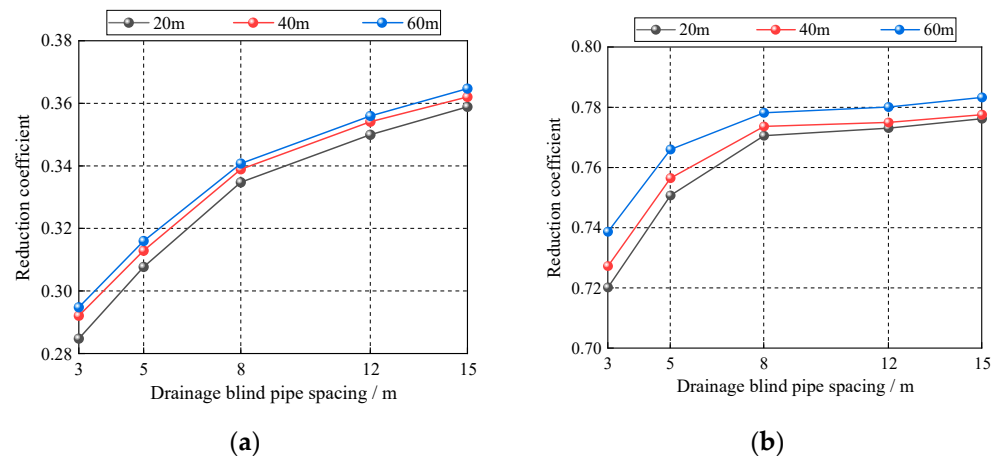 20m 40m 60m
0.38
0.36
0.34
0.32
0.30
0.28
Reduction coefficient
3 5 8 12 15
Drainage blind pipe spacing / m
(a)
20m 40m 60m
0.80
0.78
0.76
0.74
0.72
0.70
Reduction coefficient
3 5 8 12 15
Drainage blind pipe spacing / m
(b)